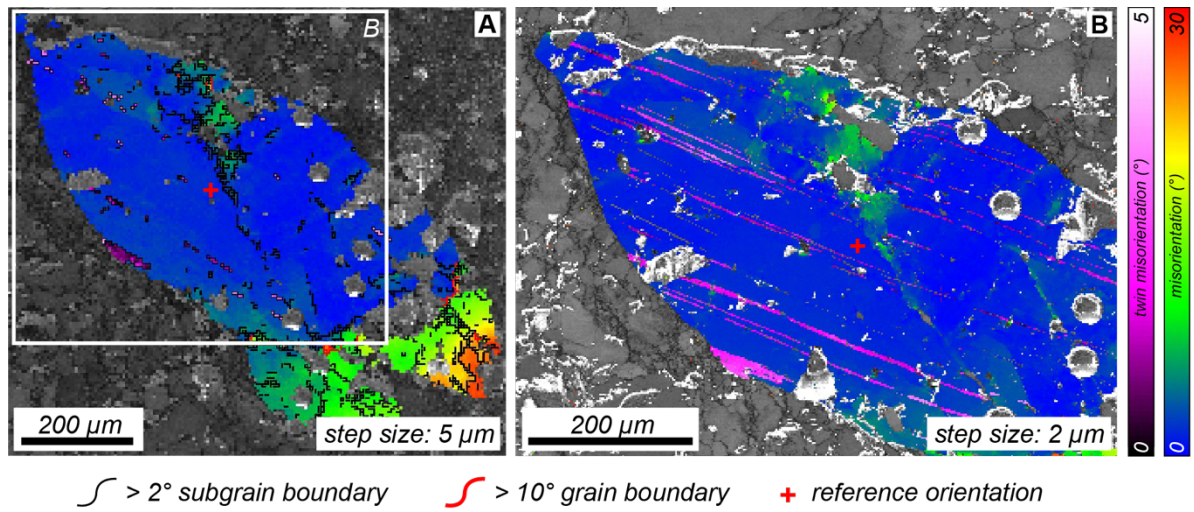 B
A
200 µm
step size: 5 µm
B
200 µm
step size: 2 µm
5
twin misorientation (°)
0
30
misorientation (°)
0
> 2° subgrain boundary
> 10° grain boundary
+ reference orientation